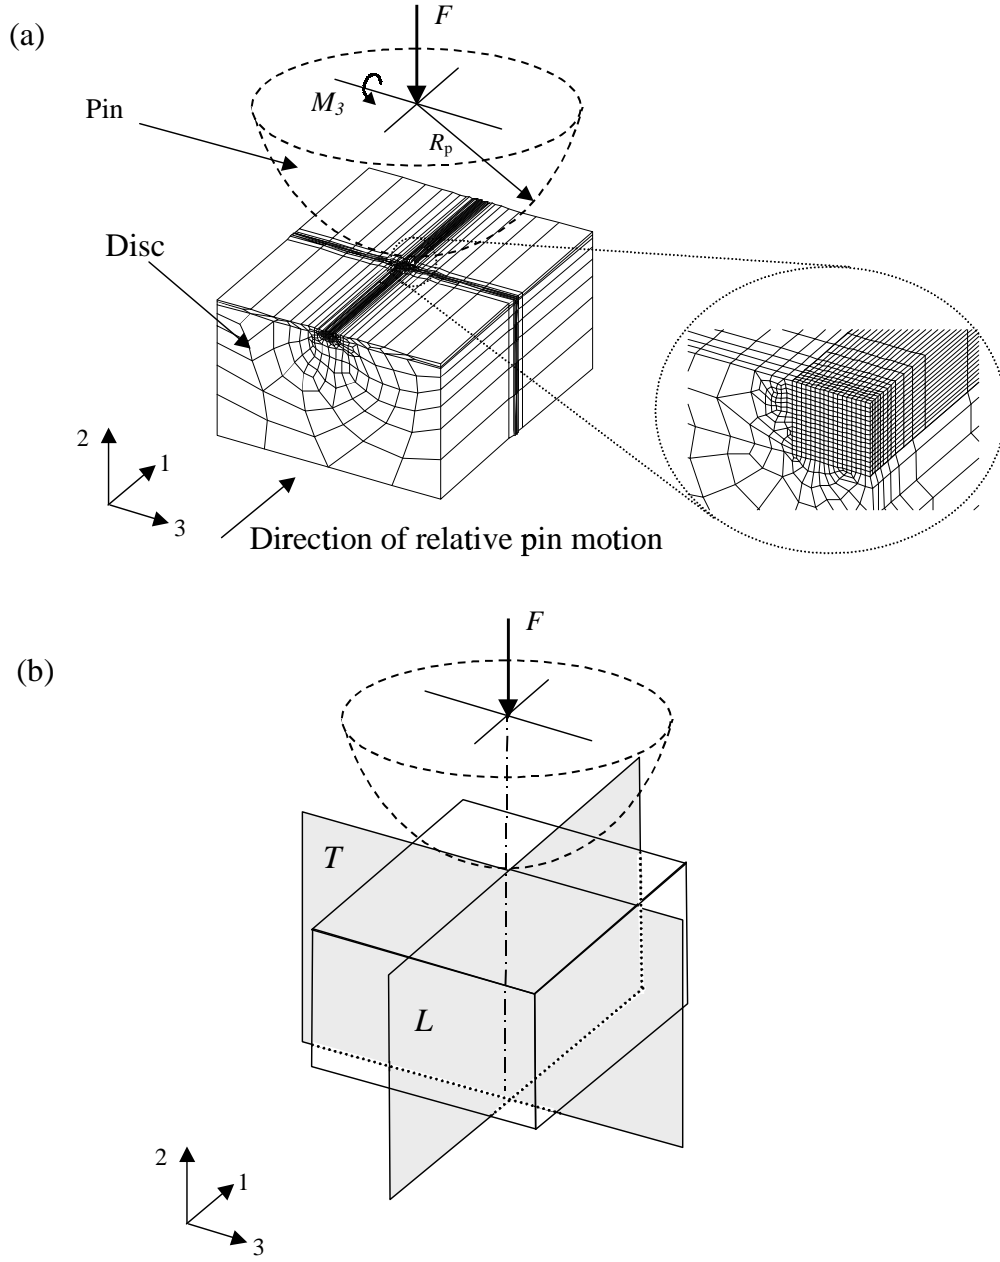 (a)
F
M3
Pin
Rp
Disc
2
1
3
Direction of relative pin motion
F
(b)
T
L
2
1
3